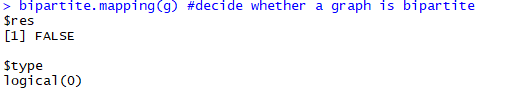 > bipartite.mapping(g) #decide whether a graph is bipartite
$res
[1] FALSE
$type
logical(0)